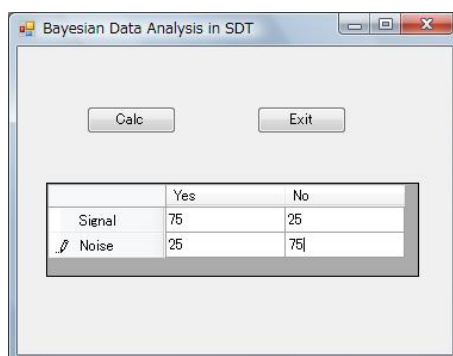 Bayesian Data Analysis in SDT
Calc Exit
Yes No
Signal 75 25
Noise 25 75